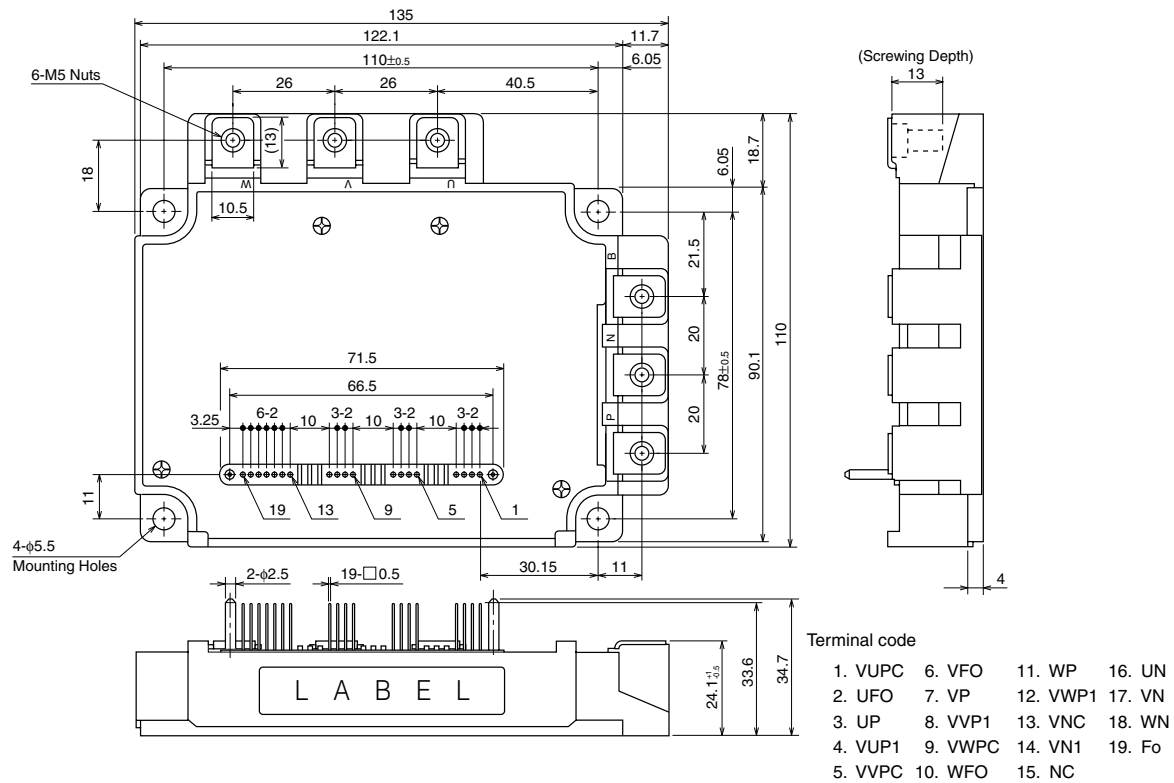 135
122.1
11.7
110±0.5
6.05
6-M5 Nuts
26
26
40.5
(Screwing Depth)
13
(13)
18
10.5
W
V
U
6.05
18.7
B
21.5
N
20
P
20
78±0.5
90.1
110
71.5
66.5
3.25
6-2
10
3-2
10
3-2
10
3-2
11
19
13
9
5
1
4-ϕ5.5
Mounting Holes
30.15
11
4
2-ϕ2.5
19-□0.5
LABEL
24.1 +1 -0.5
33.6
34.7
Terminal code
1. VUPC 6. VFO 11. WP 16. UN
2. UFO 7. VP 12. VWP1 17. VN
3. UP 8. VVP1 13. VNC 18. WN
4. VUP1 9. VWPC 14. VN1 19. Fo
5. VVPC 10. WFO 15. NC